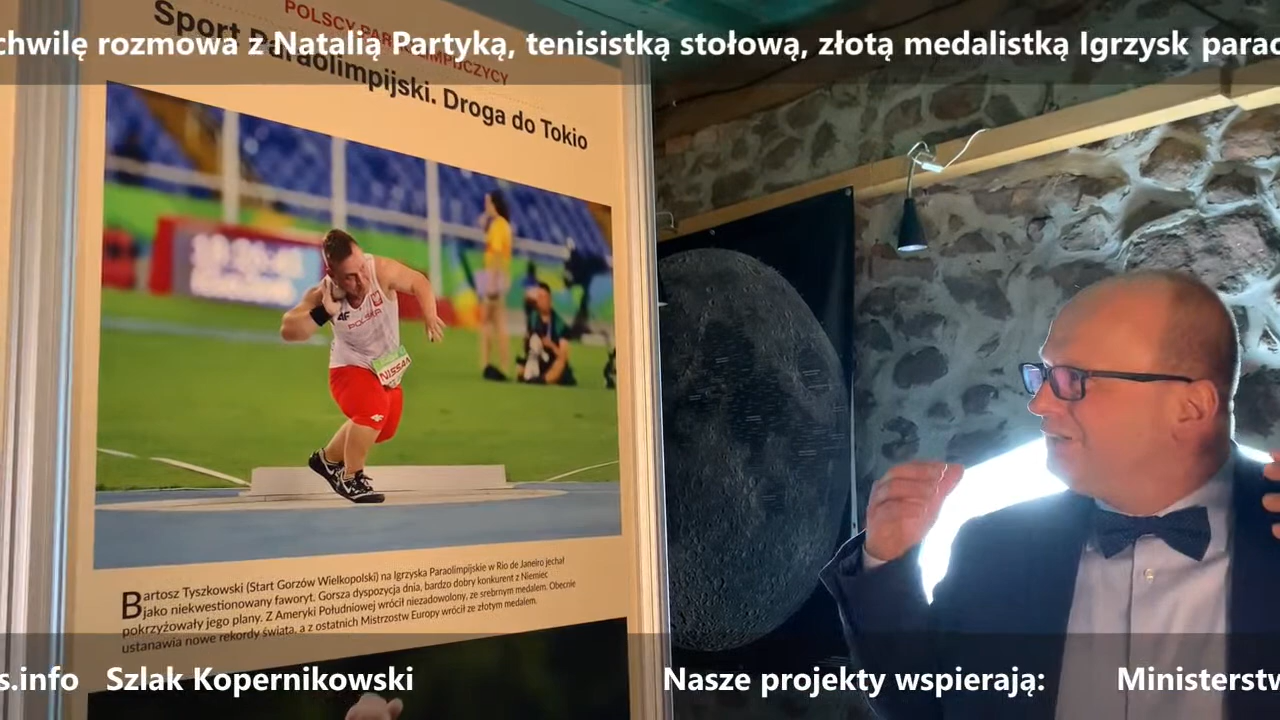 chwilę rozmowa z Natalią Partyką, tenisistką stołową, złotą medalistką Igrzysk parao
POLSCY PARAOLIMPIJCZYCY
Sport Paraolimpijski. Droga do Tokio
POLSKA
NISSAN
Bartosz Tyszkowski (Start Gorzów Wielkopolski) na Igrzyska Paraolimpijskie w Rio de Janeiro jechał
jako niekwestionowany faworyt. Gorsza dyspozycja dnia, bardzo dobry konkurent z Niemiec
pokrzyżowały jego plany. Z Ameryki Południowej wrócił niezadowolony, ze srebrnym medalem. Obecnie
ustanawia nowe rekordy świata, a z ostatnich Mistrzostw Europy wrócił ze złotym medalem.
s.info Szlak Kopernikowski Nasze projekty wspierają: Ministerstw